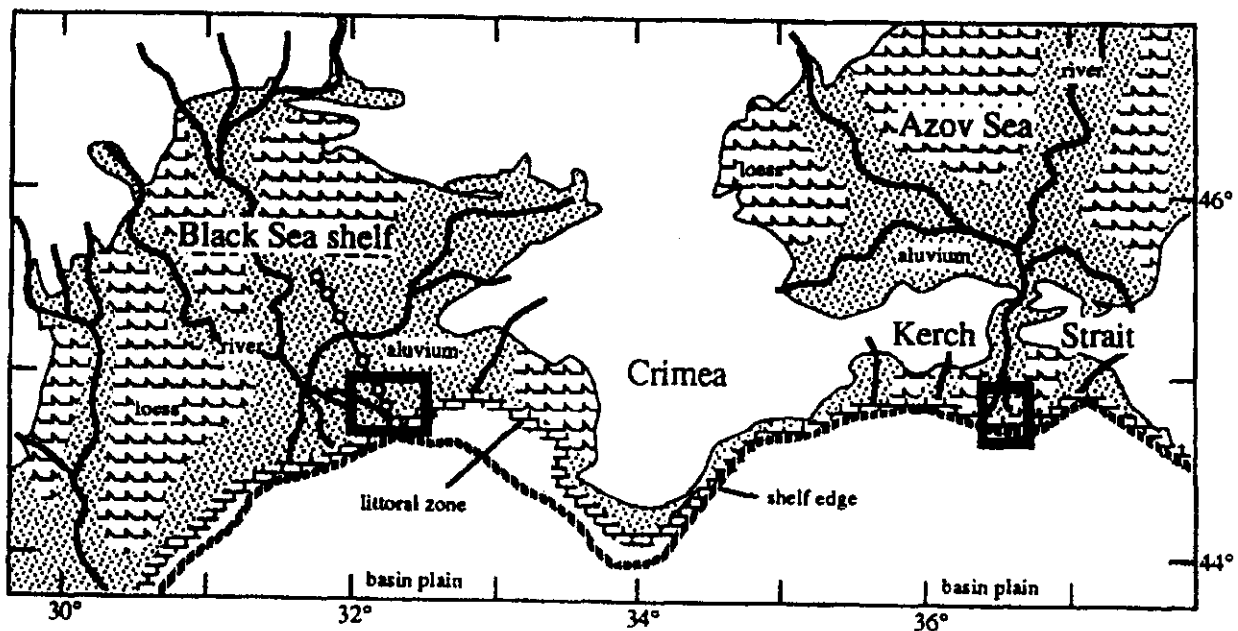 river
Azov Sea
loess
46°
Black Sea shelf
aluvium
Kerch Strait
river
aluvium
Crimea
loess
littoral zone
shelf edge
basin plain
basin plain
44°
30°
32°
34°
36°